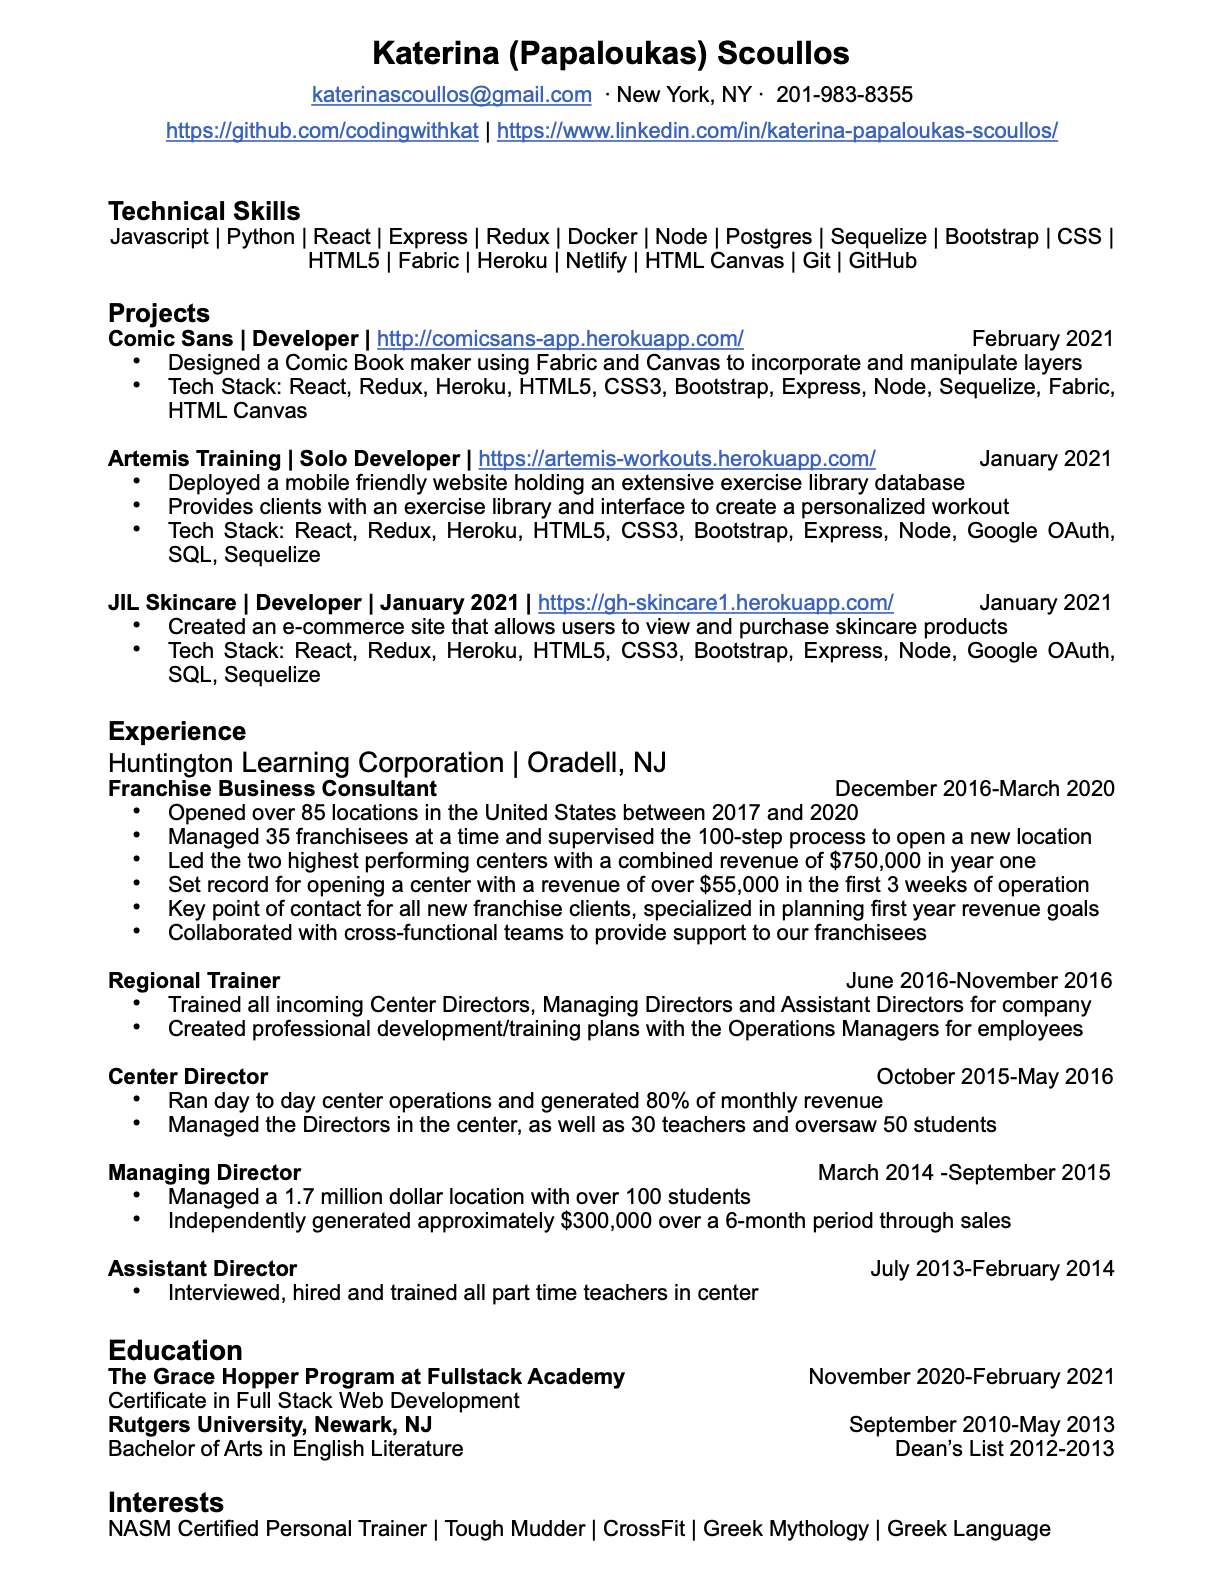 Katerina (Papaloukas) Scoullos
katerinascoullos@gmail.com · New York, NY · 201-983-8355
https://github.com/codingwithkat | https://www.linkedin.com/in/katerina-papaloukas-scoullos/
Technical Skills
Javascript | Python | React | Express | Redux | Docker | Node | Postgres | Sequelize | Bootstrap | CSS |
HTML5 | Fabric | Heroku | Netlify | HTML Canvas | Git | GitHub
Projects
Comic Sans | Developer | http://comicsans-app.herokuapp.com/ February 2021
• Designed a Comic Book maker using Fabric and Canvas to incorporate and manipulate layers
• Tech Stack: React, Redux, Heroku, HTML5, CSS3, Bootstrap, Express, Node, Sequelize, Fabric,
HTML Canvas
Artemis Training | Solo Developer | https://artemis-workouts.herokuapp.com/ January 2021
• Deployed a mobile friendly website holding an extensive exercise library database
• Provides clients with an exercise library and interface to create a personalized workout
• Tech Stack: React, Redux, Heroku, HTML5, CSS3, Bootstrap, Express, Node, Google OAuth,
SQL, Sequelize
JIL Skincare | Developer | January 2021 | https://gh-skincare1.herokuapp.com/ January 2021
• Created an e-commerce site that allows users to view and purchase skincare products
• Tech Stack: React, Redux, Heroku, HTML5, CSS3, Bootstrap, Express, Node, Google OAuth,
SQL, Sequelize
Experience
Huntington Learning Corporation | Oradell, NJ
Franchise Business Consultant December 2016-March 2020
• Opened over 85 locations in the United States between 2017 and 2020
• Managed 35 franchisees at a time and supervised the 100-step process to open a new location
• Led the two highest performing centers with a combined revenue of $750,000 in year one
• Set record for opening a center with a revenue of over $55,000 in the first 3 weeks of operation
• Key point of contact for all new franchise clients, specialized in planning first year revenue goals
• Collaborated with cross-functional teams to provide support to our franchisees
Regional Trainer June 2016-November 2016
• Trained all incoming Center Directors, Managing Directors and Assistant Directors for company
• Created professional development/training plans with the Operations Managers for employees
Center Director October 2015-May 2016
• Ran day to day center operations and generated 80% of monthly revenue
• Managed the Directors in the center, as well as 30 teachers and oversaw 50 students
Managing Director March 2014 -September 2015
• Managed a 1.7 million dollar location with over 100 students
• Independently generated approximately $300,000 over a 6-month period through sales
Assistant Director July 2013-February 2014
• Interviewed, hired and trained all part time teachers in center
Education
The Grace Hopper Program at Fullstack Academy November 2020-February 2021
Certificate in Full Stack Web Development
Rutgers University, Newark, NJ September 2010-May 2013
Bachelor of Arts in English Literature Dean’s List 2012-2013
Interests
NASM Certified Personal Trainer | Tough Mudder | CrossFit | Greek Mythology | Greek Language